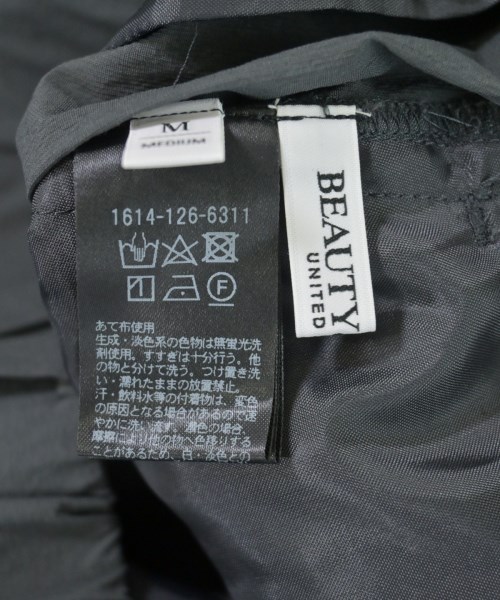 M
MEDIUM
BEAUTY
UNITED
1614-126-6311
F
あて布使用
生成・淡色系の色物は無蛍光洗
剤使用。すすぎは十分行う。他
の物と分けて洗う。つけ置き洗
い・濡れたままの放置禁止。
汗・飲料水等の付着物は、変色
の原因となる場合があるので速
やかに洗い流す。濃色の場合、
摩擦により他の物へ色移りする
ことがあるため、白・淡色との